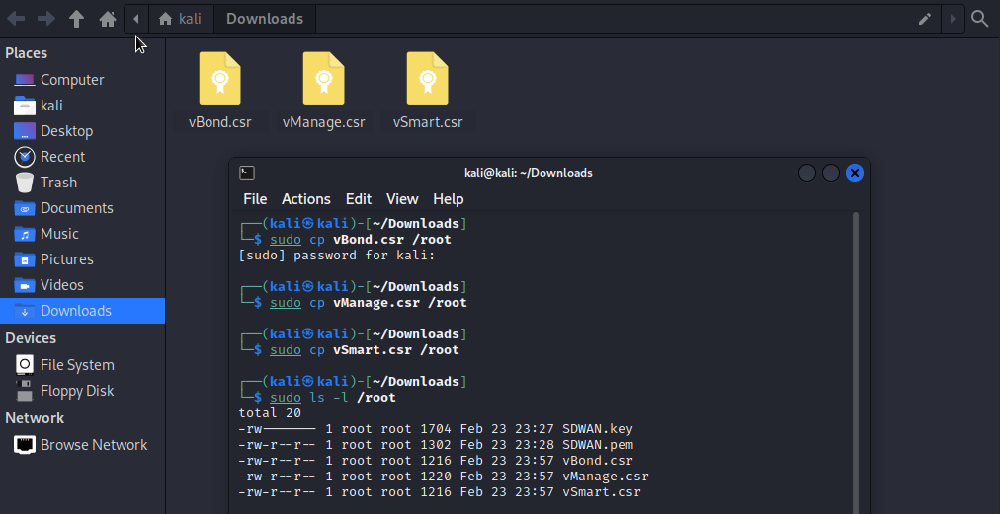 kali
Downloads
Places
Computer
kali
Desktop
Recent
Trash
Documents
Music
Pictures
Videos
Downloads
Devices
File System
Floppy Disk
Network
Browse Network
vBond.csr
vManage.csr
vSmart.csr
kali@kali: ~/Downloads
File Actions Edit View Help
┌──(kali㉿kali)-[~/Downloads]
└─$ sudo cp vBond.csr /root
[sudo] password for kali:
┌──(kali㉿kali)-[~/Downloads]
└─$ sudo cp vManage.csr /root
┌──(kali㉿kali)-[~/Downloads]
└─$ sudo cp vSmart.csr /root
┌──(kali㉿kali)-[~/Downloads]
└─$ sudo ls -l /root
total 20
-rw------- 1 root root 1704 Feb 23 23:27 SDWAN.key
-rw-r--r-- 1 root root 1302 Feb 23 23:28 SDWAN.pem
-rw-r--r-- 1 root root 1216 Feb 23 23:57 vBond.csr
-rw-r--r-- 1 root root 1220 Feb 23 23:57 vManage.csr
-rw-r--r-- 1 root root 1216 Feb 23 23:57 vSmart.csr